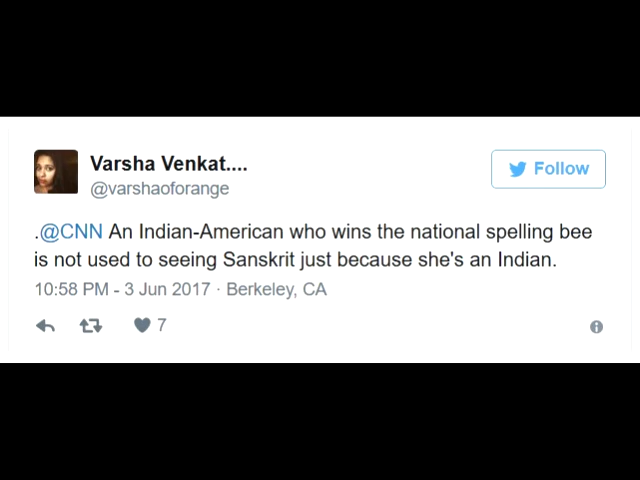 Varsha Venkat....
@varshaoforange
Follow
.@CNN An Indian-American who wins the national spelling bee
is not used to seeing Sanskrit just because she's an Indian.
10:58 PM - 3 Jun 2017 · Berkeley, CA
7